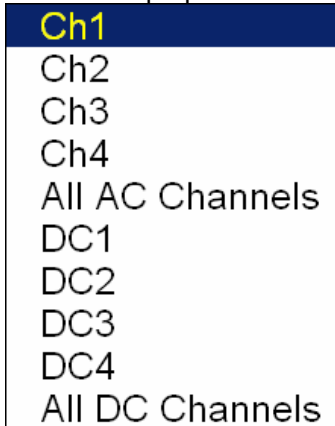 Ch1
Ch2
Ch3
Ch4
All AC Channels
DC1
DC2
DC3
DC4
All DC Channels